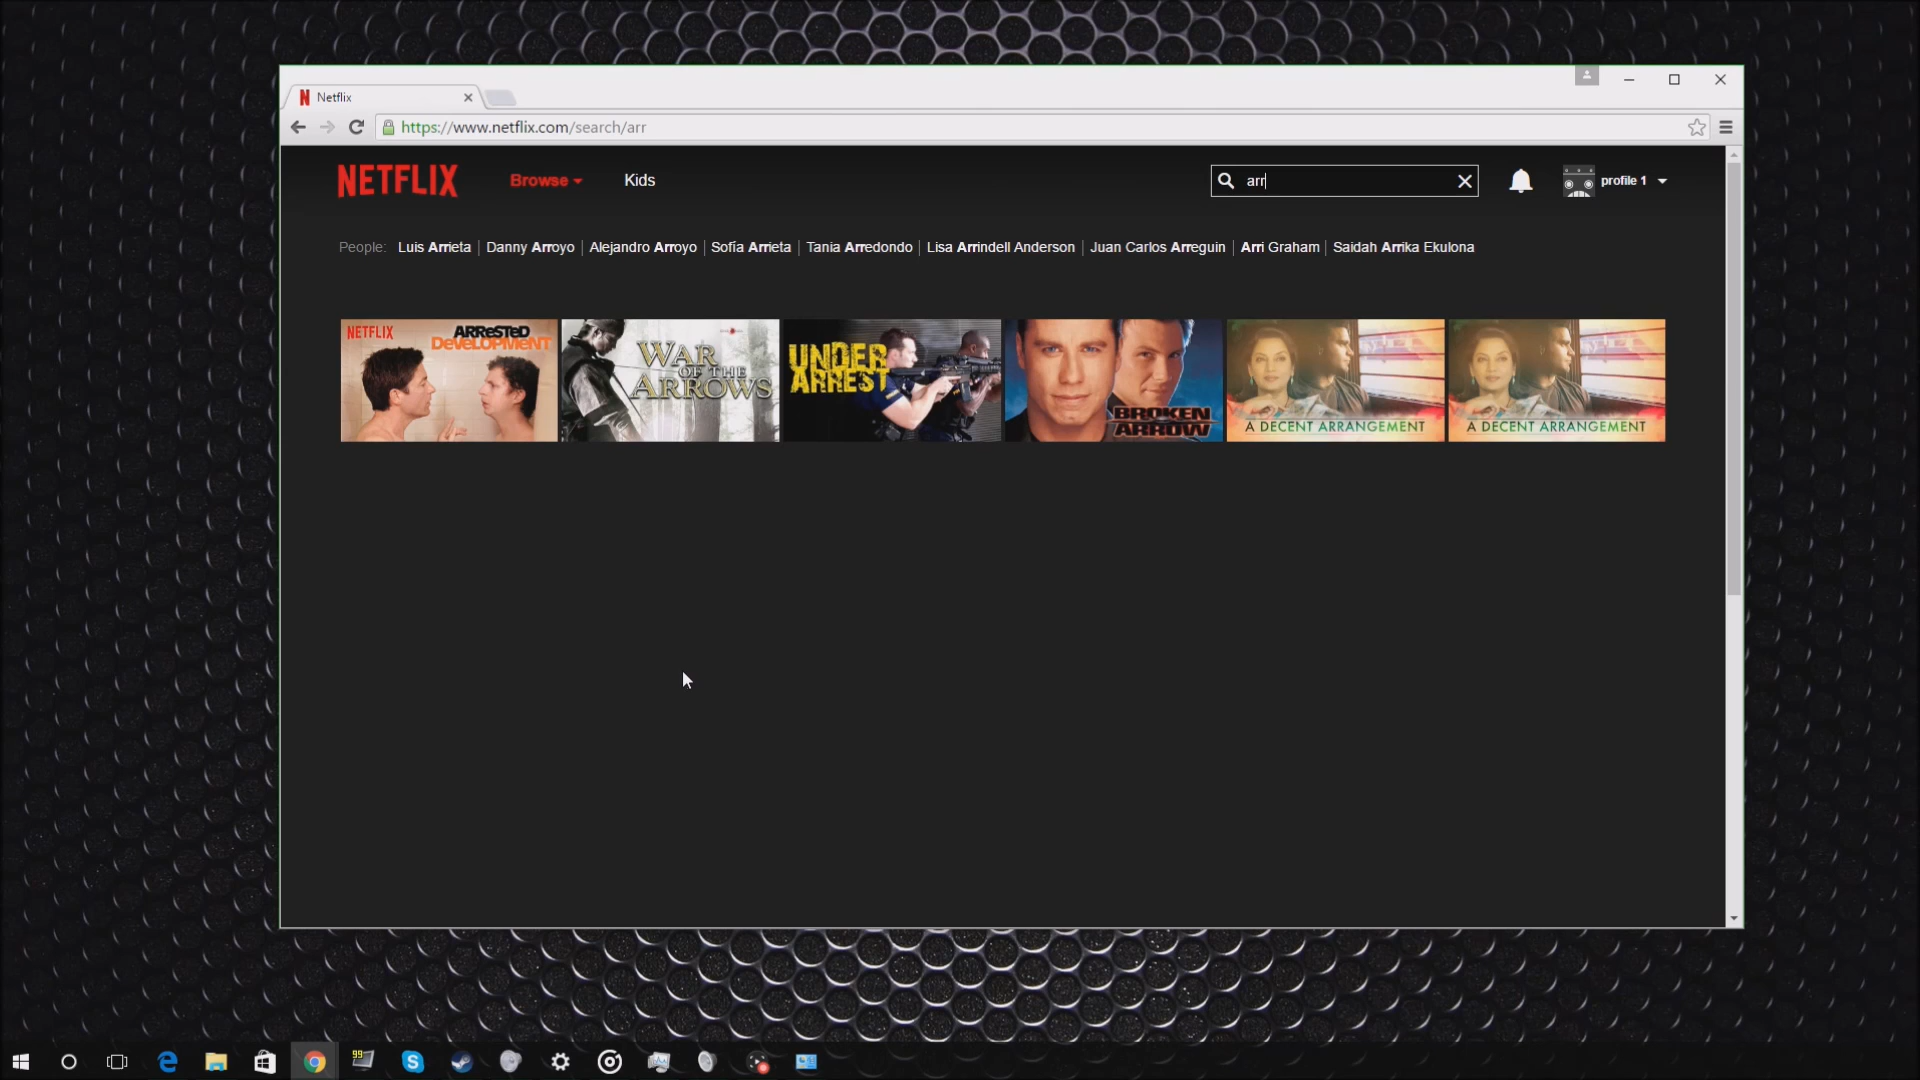 Netflix
https://www.netflix.com/search/arr
NETFLIX
Browse
Kids
arr
profile 1
People: Luis Arrieta | Danny Arroyo | Alejandro Arroyo | Sofía Arrieta | Tania Arredondo | Lisa Arrindell Anderson | Juan Carlos Arreguin | Arri Graham | Saidah Arrika Ekulona
NETFLIX
ARReSTeD
DeVeLOPMeNT
WAR
OF THE
ARROWS
UNDER
ARREST
BROKEN
ARROW
A DECENT ARRANGEMENT
A DECENT ARRANGEMENT
99